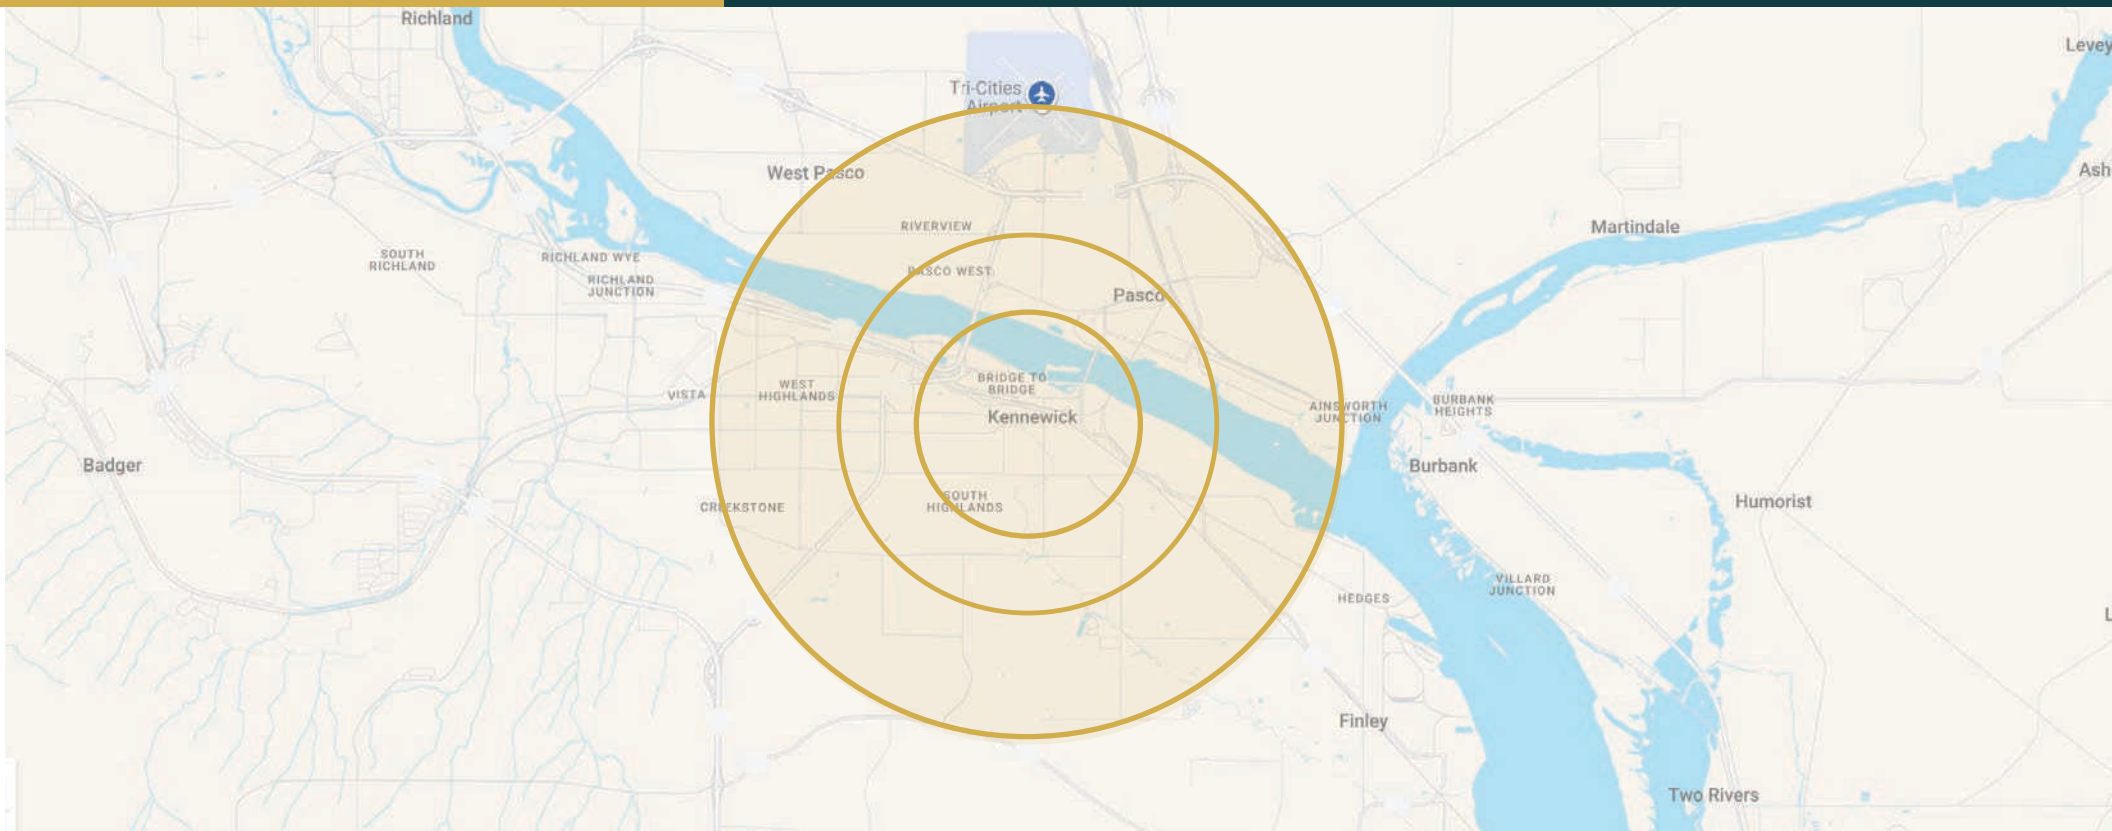 Richland
Levey
Tri-Cities
Airport
West Pasco
Ash
RIVERVIEW
Martindale
SOUTH
RICHLAND
RICHLAND WYE
PASCO WEST
RICHLAND
JUNCTION
Pasco
BRIDGE TO
BRIDGE
WEST
HIGHLANDS
VISTA
Kennewick
AINSWORTH
JUNCTION
BURBANK
HEIGHTS
Badger
Burbank
SOUTH
HIGHLANDS
CREEKSTONE
Humorist
VILLARD
JUNCTION
HEDGES
L
Finley
Two Rivers